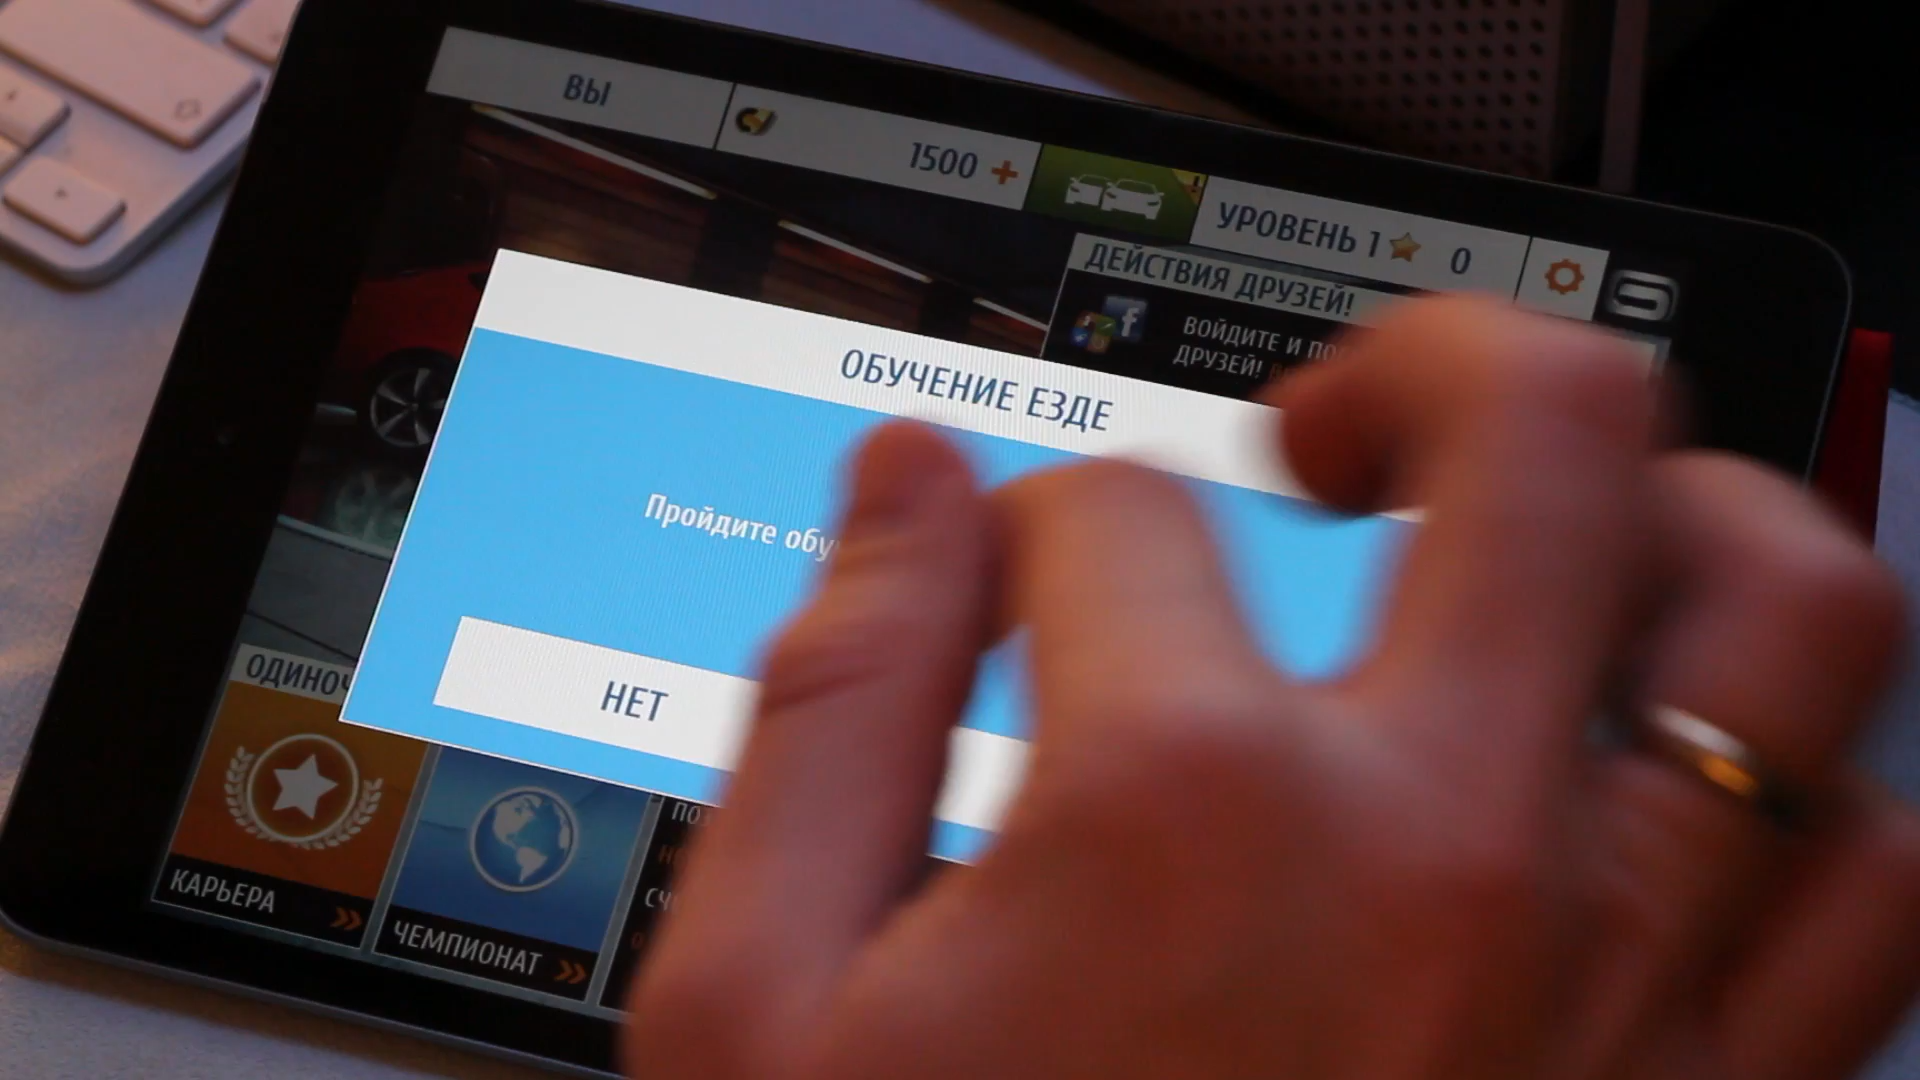 ВЫ
1500
УРОВЕНЬ 1
0
ДЕЙСТВИЯ ДРУЗЕЙ!
ВОЙДИТЕ И
ДРУЗЕЙ!
ОБУЧЕНИЕ ЕЗДЕ
Пройдите
НЕТ
КАРЬЕРА
ЧЕМПИОНАТ